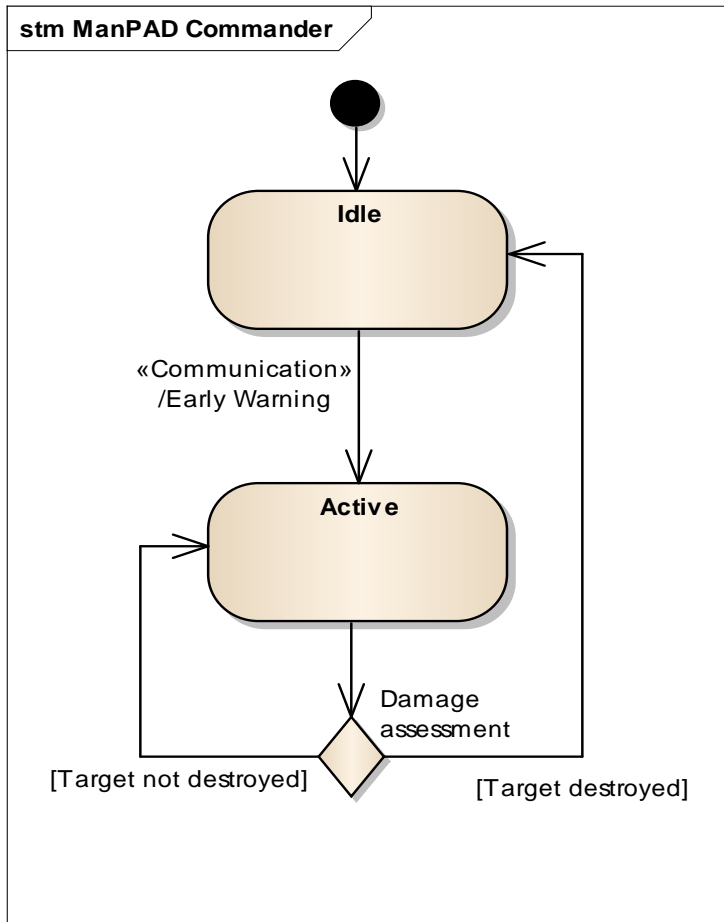 stm ManPAD Commander
Idle
«Communication»
/Early Warning
Active
Damage
assessment
[Target not destroyed]
[Target destroyed]